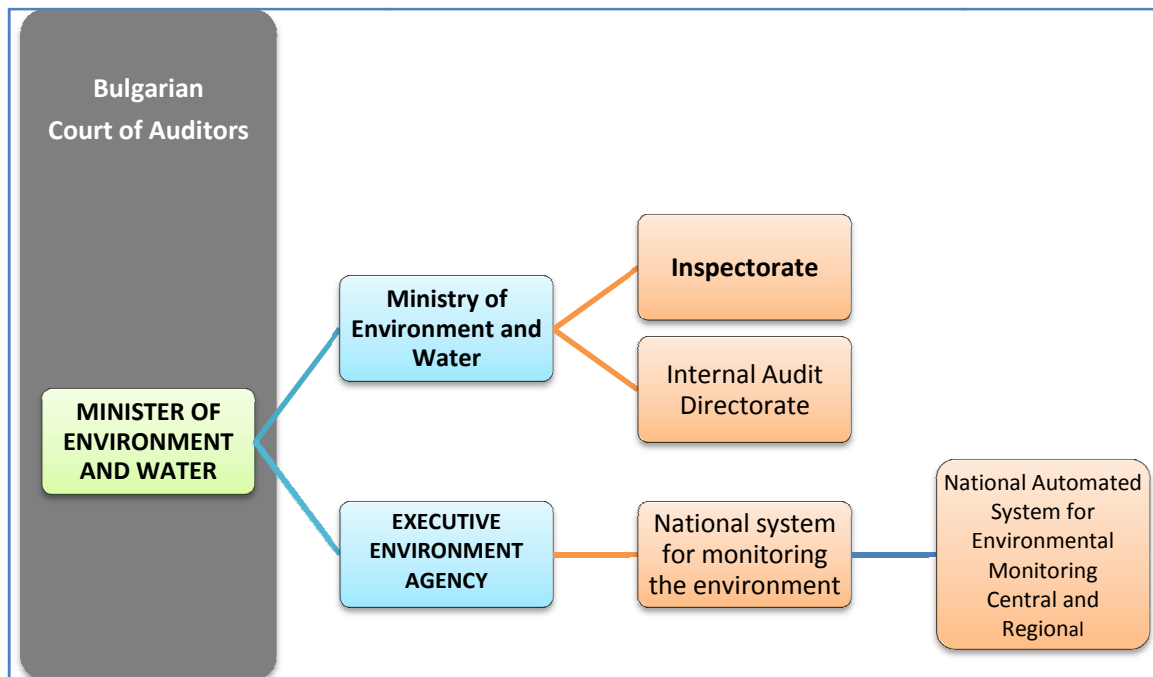 Bulgarian
Court of Auditors
MINISTER OF
ENVIRONMENT
AND WATER
Ministry of
Environment and
Water
Inspectorate
Internal Audit
Directorate
EXECUTIVE
ENVIRONMENT
AGENCY
National system
for monitoring
the environment
National Automated
System for
Environmental
Monitoring
Central and
Regional